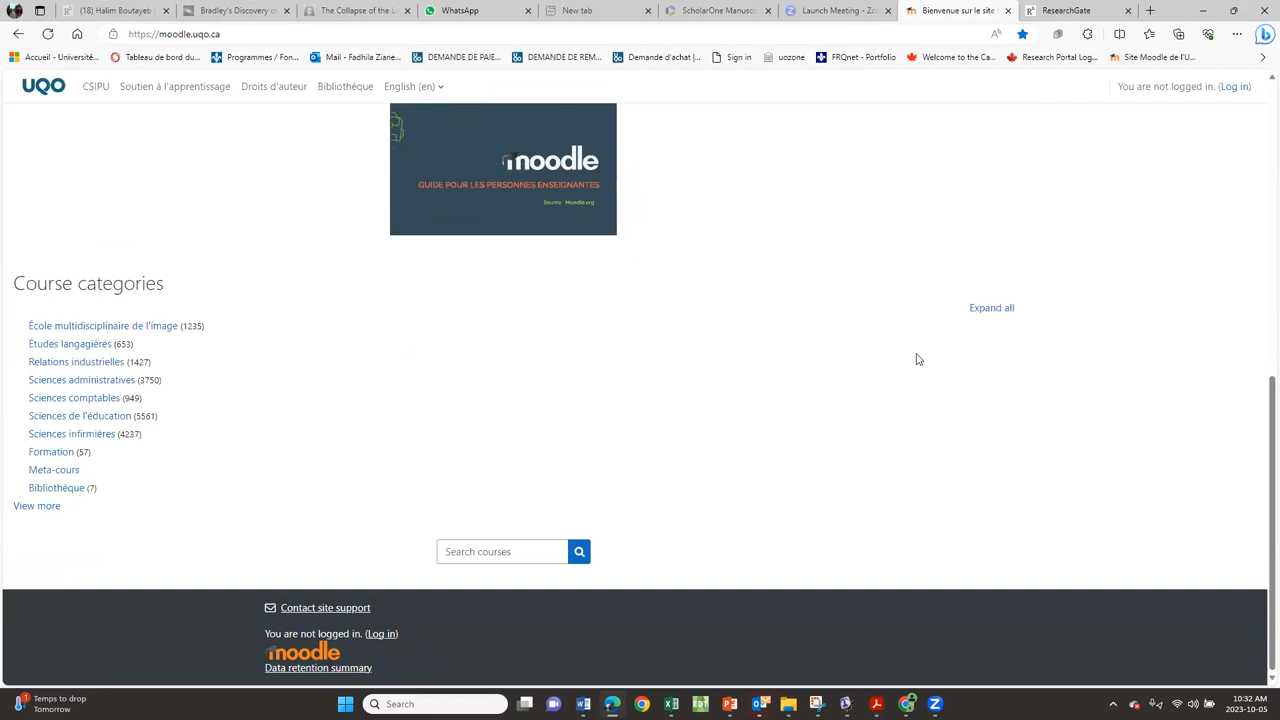 (18) Halim Boutayeb |
Bradley's Discovery o
The Collapse of the L
WhatsApp
New tab
ScholarOne Manusc
Launch Meeting - Zo
Bienvenue sur le site
ResearchGate
https://moodle.uqo.ca
Accueil - Université...
Tableau de bord du...
Programmes / Fon...
Mail - Fadhila Ziane...
DEMANDE DE PAIE...
DEMANDE DE REM...
Demande d'achat |...
Sign in
uozone
FRQnet - Portfolio
Welcome to the Ca...
Research Portal Log...
Site Moodle de l'U...
UQO CSIPU Soutien à l'apprentissage Droits d'auteur Bibliothèque English (en) You are not logged in. (Log in)
moodle
GUIDE POUR LES PERSONNES ENSEIGNANTES
Source: Moodle.org
Course categories
Expand all
École multidisciplinaire de l'image (1235)
Études langagières (653)
Relations industrielles (1427)
Sciences administratives (3750)
Sciences comptables (949)
Sciences de l'éducation (5561)
Sciences infirmières (4237)
Formation (57)
Meta-cours
Bibliothèque (7)
View more
Search courses
Contact site support
You are not logged in. (Log in)
moodle
Data retention summary
1
Temps to drop
Tomorrow
Search
10:32 AM
2023-10-05